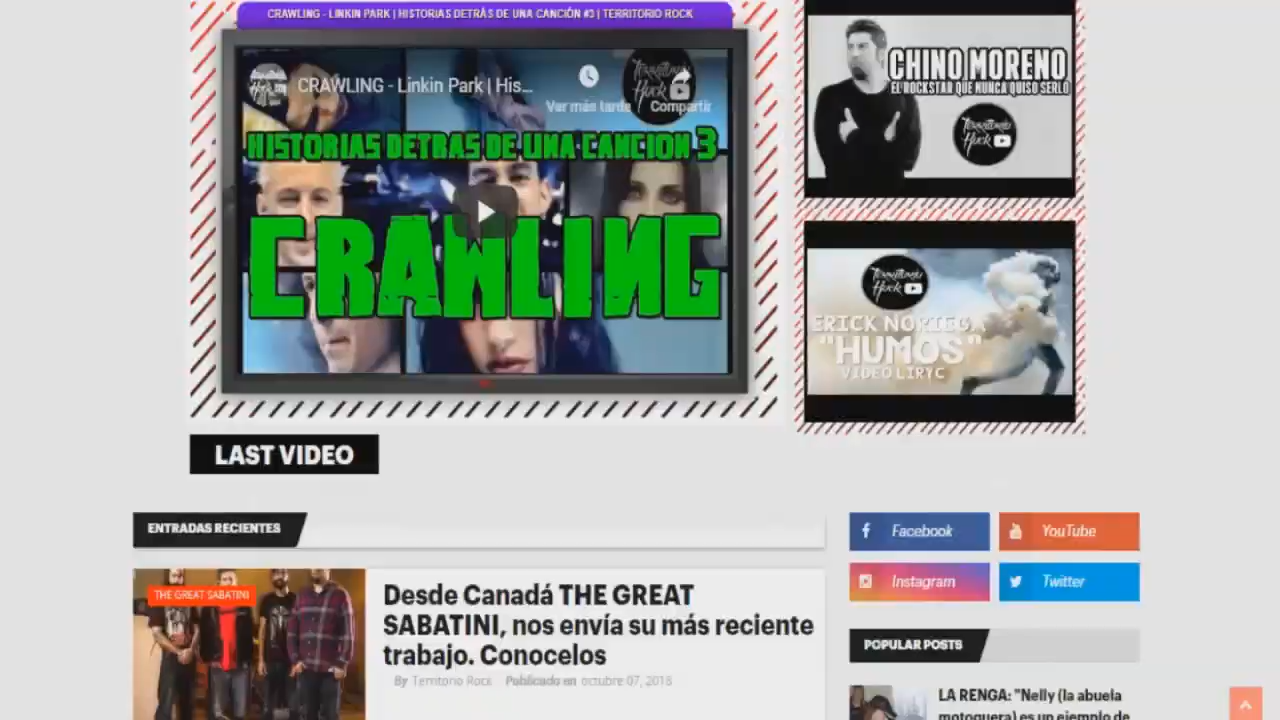 CRAWLING - LINKIN PARK | HISTORIAS DETRÁS DE UNA CANCIÓN #3 | TERRITORIO ROCK
CRAWLING - Linkin Park | His...
Ver más tarde
Compartir
HISTORIAS DETRAS DE UNA CANCION 3
CRAWLING
CHINO MORENO
EL ROCKSTAR QUE NUNCA QUISO SERLO
Territorio
Rock
Territorio
Rock
ERICK NORIEGA
"HUMOS"
VIDEO LIRYC
LAST VIDEO
ENTRADAS RECIENTES
Facebook
YouTube
Instagram
Twitter
THE GREAT SABATINI
Desde Canadá THE GREAT
SABATINI, nos envía su más reciente
trabajo. Conocelos
By Territorio Rock Publicado en octubre 07, 2018
POPULAR POSTS
LA RENGA: "Nelly (la abuela
motoquera) es un ejemplo de